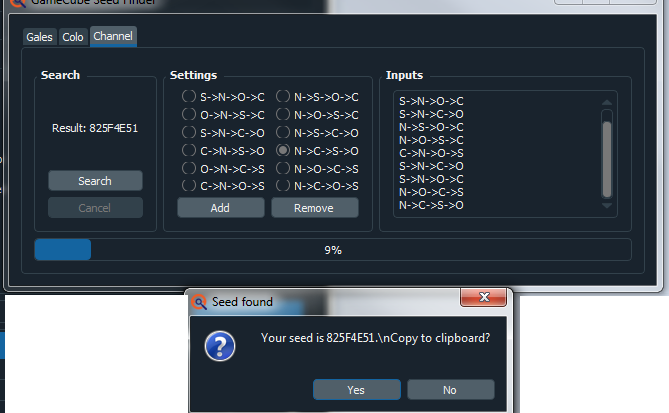 GameCube Seed Finder
Gales Colo Channel
Search
Result: 825F4E51
Search
Cancel
Settings
S->N->O->C N->S->O->C
O->N->S->C N->O->S->C
S->N->C->O N->S->C->O
C->N->S->O N->C->S->O
O->N->C->S N->O->C->S
C->N->O->S N->C->O->S
Add Remove
Inputs
S->N->O->C
S->N->C->O
N->S->O->C
N->O->S->C
C->N->O->S
S->N->C->O
S->N->O->C
N->O->C->S
N->C->S->O
9%
Seed found
Your seed is 825F4E51.\nCopy to clipboard?
Yes No